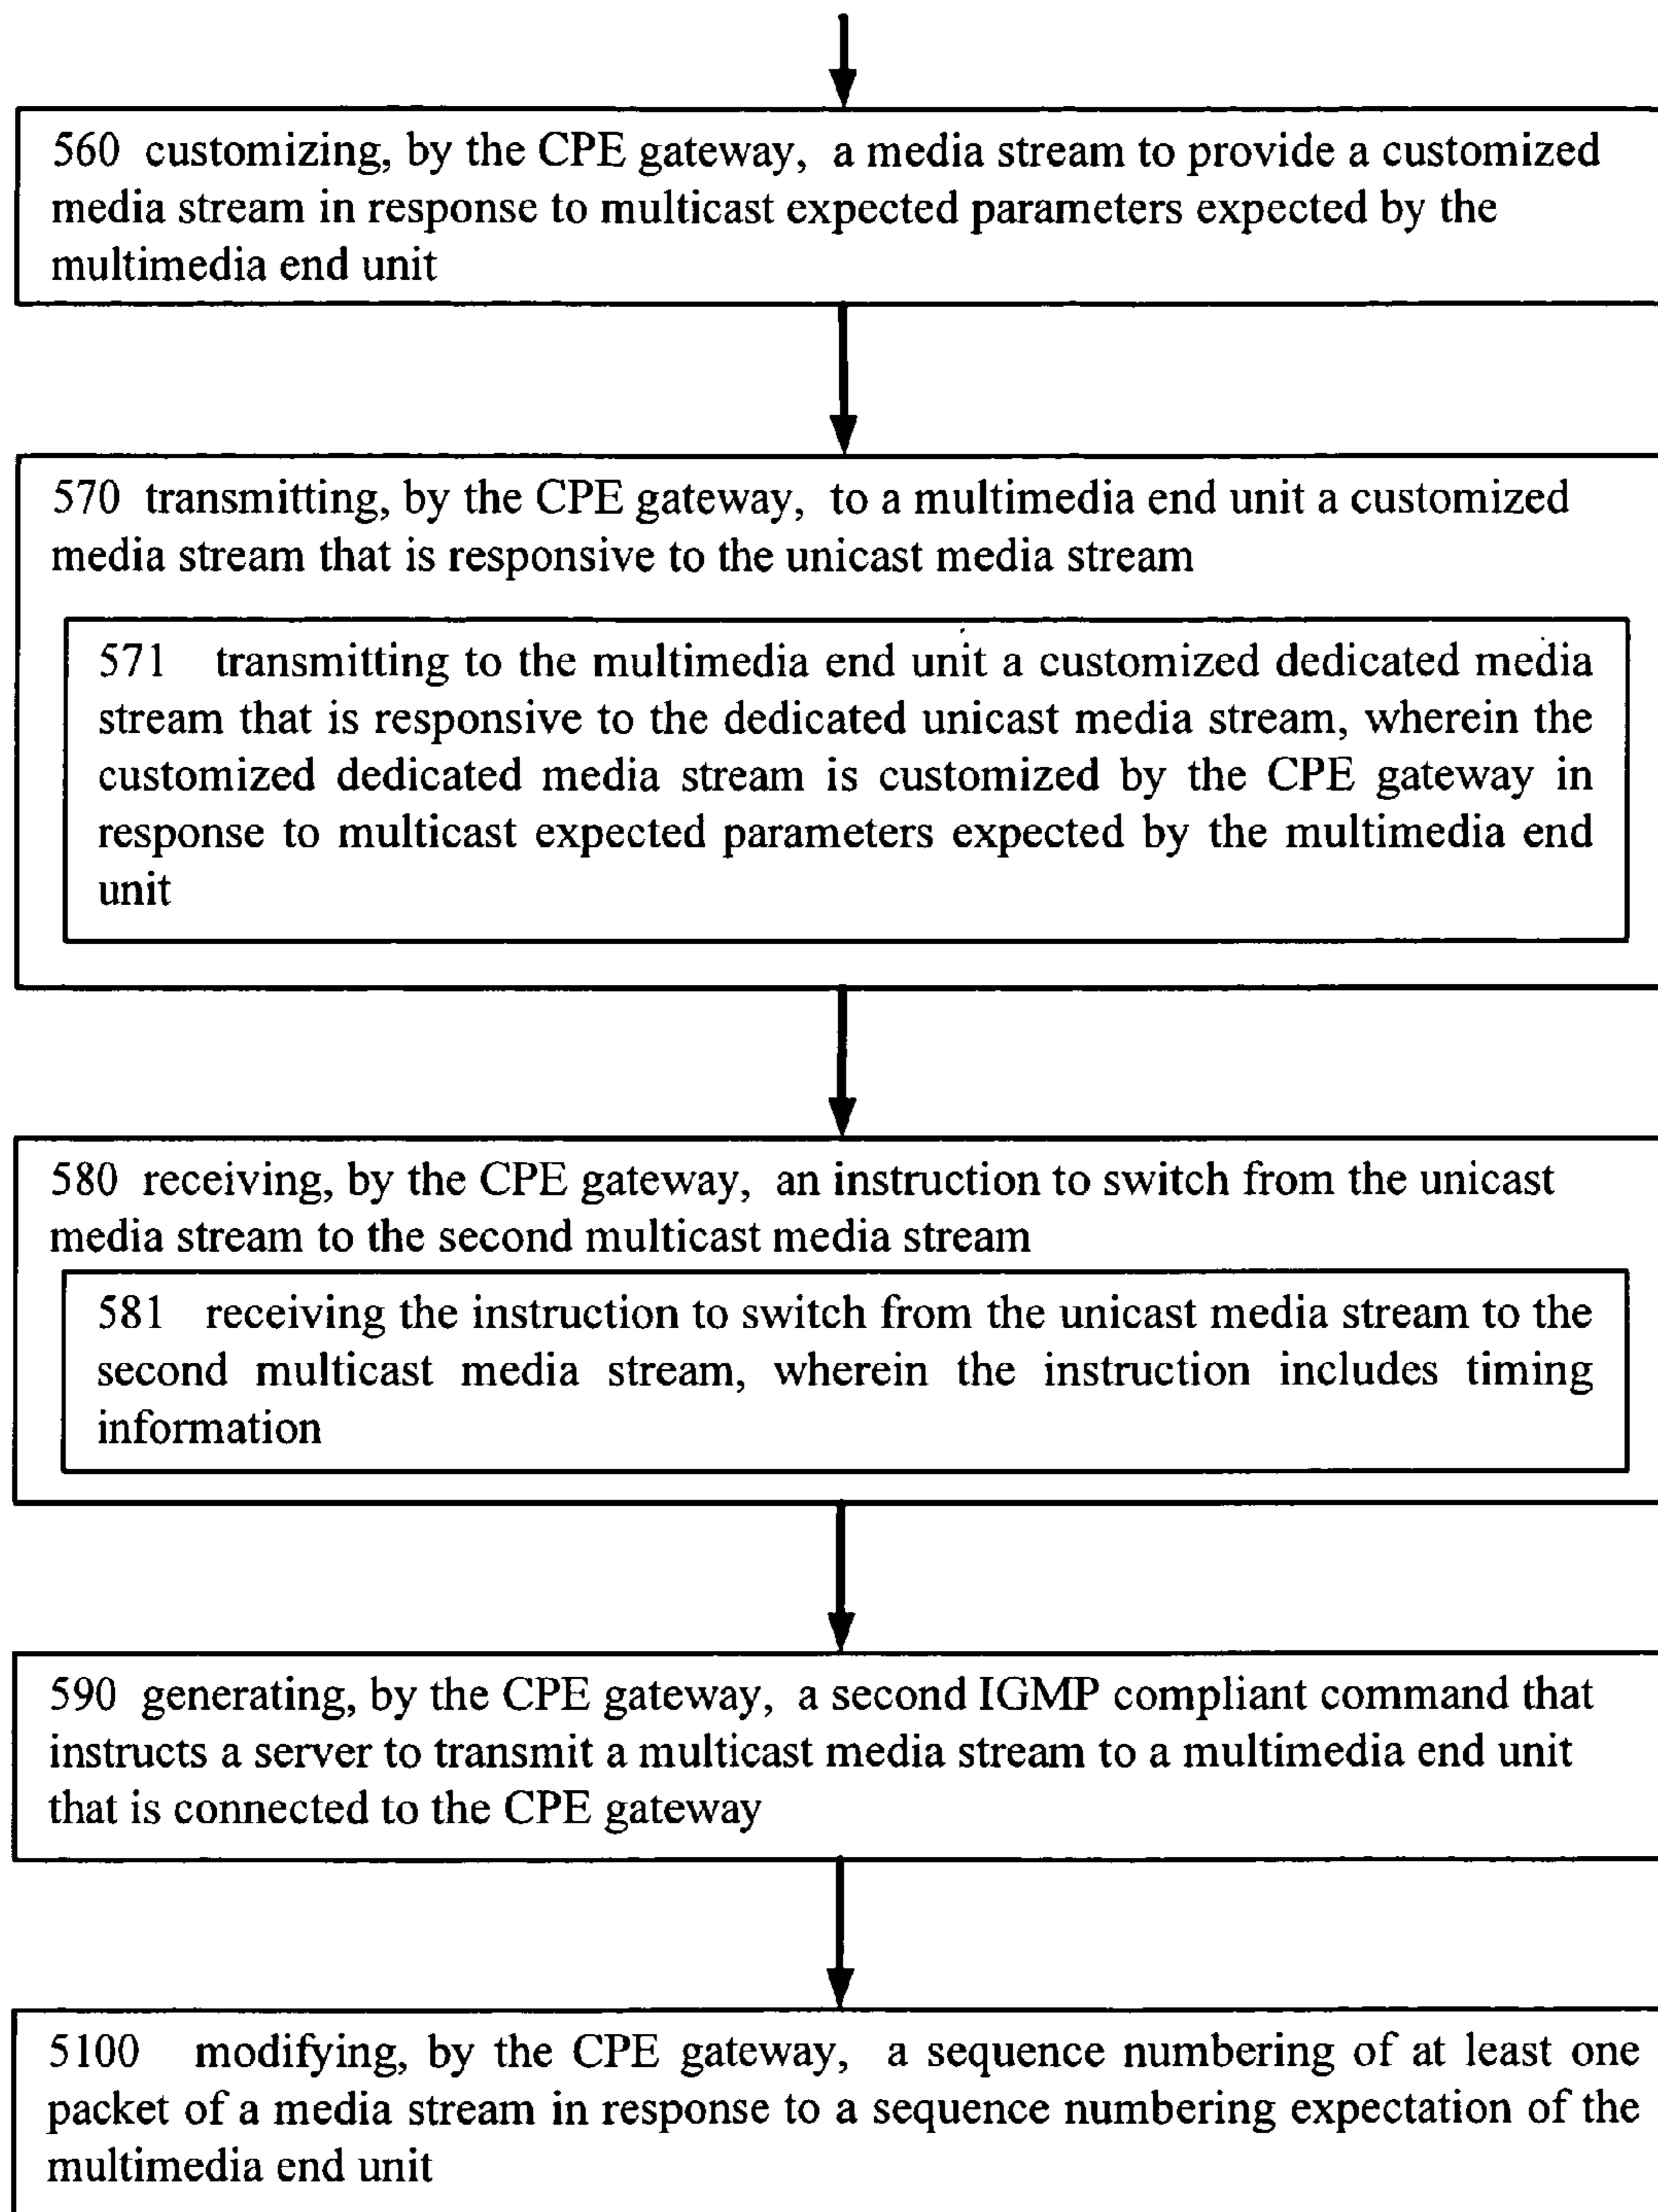 560 customizing, by the CPE gateway, a media stream to provide a customized
media stream in response to multicast expected parameters expected by the
multimedia end unit
570 transmitting, by the CPE gateway, to a multimedia end unit a customized
media stream that is responsive to the unicast media stream
571 transmitting to the multimedia end unit a customized dedicated media
stream that is responsive to the dedicated unicast media stream, wherein the
customized dedicated media stream is customized by the CPE gateway in
response to multicast expected parameters expected by the multimedia end
unit
580 receiving, by the CPE gateway, an instruction to switch from the unicast
media stream to the second multicast media stream
581 receiving the instruction to switch from the unicast media stream to the
second multicast media stream, wherein the instruction includes timing
information
590 generating, by the CPE gateway, a second IGMP compliant command that
instructs a server to transmit a multicast media stream to a multimedia end unit
that is connected to the CPE gateway
5100 modifying, by the CPE gateway, a sequence numbering of at least one
packet of a media stream in response to a sequence numbering expectation of the
multimedia end unit